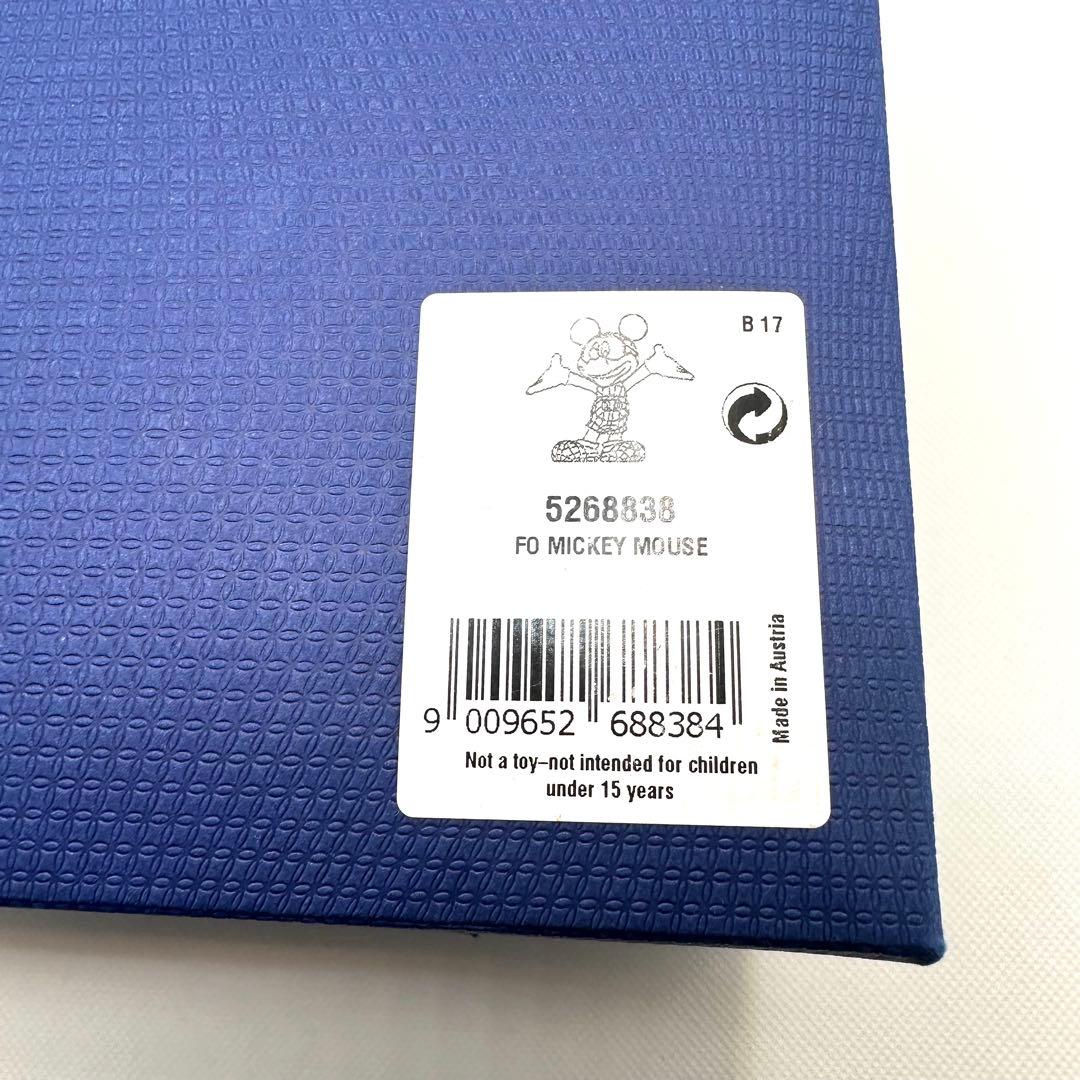 B 17
5268838
FO MICKEY MOUSE
Made in Austria
9 009652 688384
Not a toy–not intended for children
under 15 years